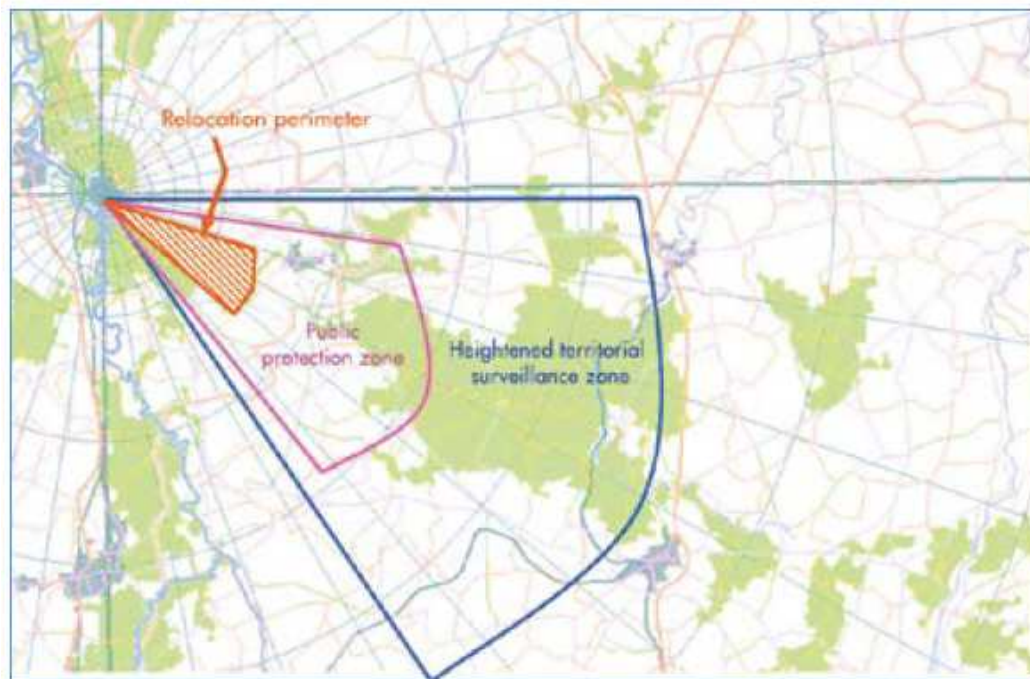 Relocation perimeter
Public
protection zone
Heightened territorial
surveillance zone